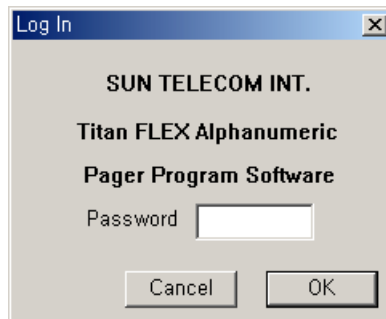 Log In
SUN TELECOM INT.
Titan FLEX Alphanumeric
Pager Program Software
Password
Cancel OK